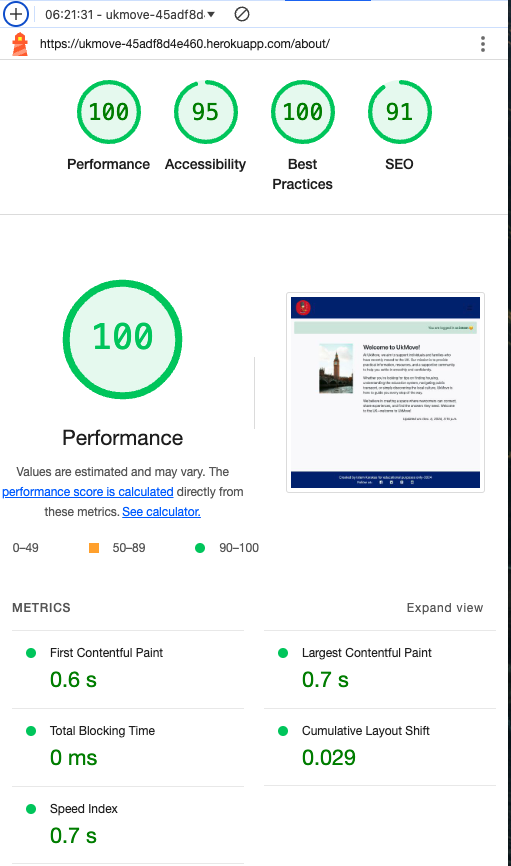 06:21:31 - ukmove-45adf8d
https://ukmove-45adf8d4e460.herokuapp.com/about/
100 95 100 91
Performance Accessibility Best Practices SEO
100
Performance
Values are estimated and may vary. The
performance score is calculated directly from
these metrics. See calculator.
0–49 50–89 90–100
Welcome to UkMove!
METRICS Expand view
First Contentful Paint
0.6 s
Largest Contentful Paint
0.7 s
Total Blocking Time
0 ms
Cumulative Layout Shift
0.029
Speed Index
0.7 s